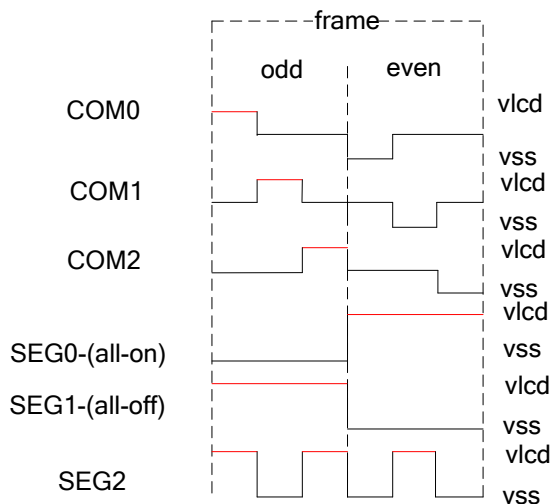 frame
odd even
COM0 vlcd
vss
COM1 vlcd
vss
COM2 vlcd
vss
vlcd
SEG0-(all-on) vss
vlcd
SEG1-(all-off)
vss
vlcd
SEG2 vss